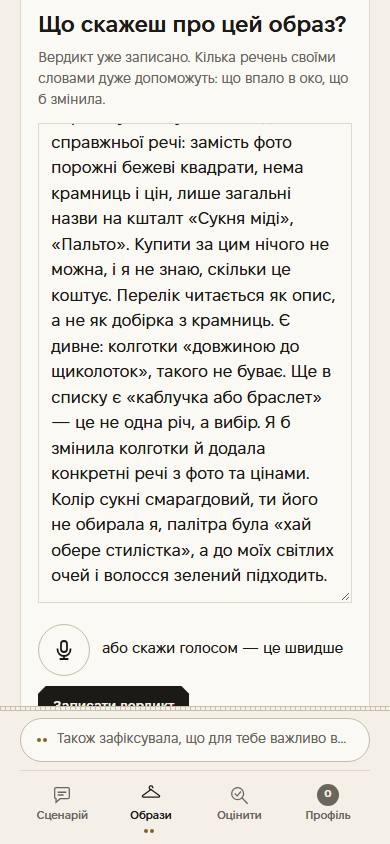 Що скажеш про цей образ?
Вердикт уже записано. Кілька речень своїми
словами дуже допоможуть: що впало в око, що
б змінила.
справжньої речі: замість фото
порожні бежеві квадрати, нема
крамниць і цін, лише загальні
назви на кшталт «Сукня міді»,
«Пальто». Купити за цим нічого не
можна, і я не знаю, скільки це
коштує. Перелік читається як опис,
а не як добірка з крамниць. Є
дивне: колготки «довжиною до
щиколоток», такого не буває. Ще в
списку є «каблучка або браслет»
— це не одна річ, а вибір. Я б
змінила колготки й додала
конкретні речі з фото та цінами.
Колір сукні смарагдовий, ти його
не обирала я, палітра була «хай
обере стилістка», а до моїх світлих
очей і волосся зелений підходить.
або скажи голосом — це швидше
Записати вердикт
Також зафіксувала, що для тебе важливо в...
Сценарій
Образи
Оцінити
О
Профіль